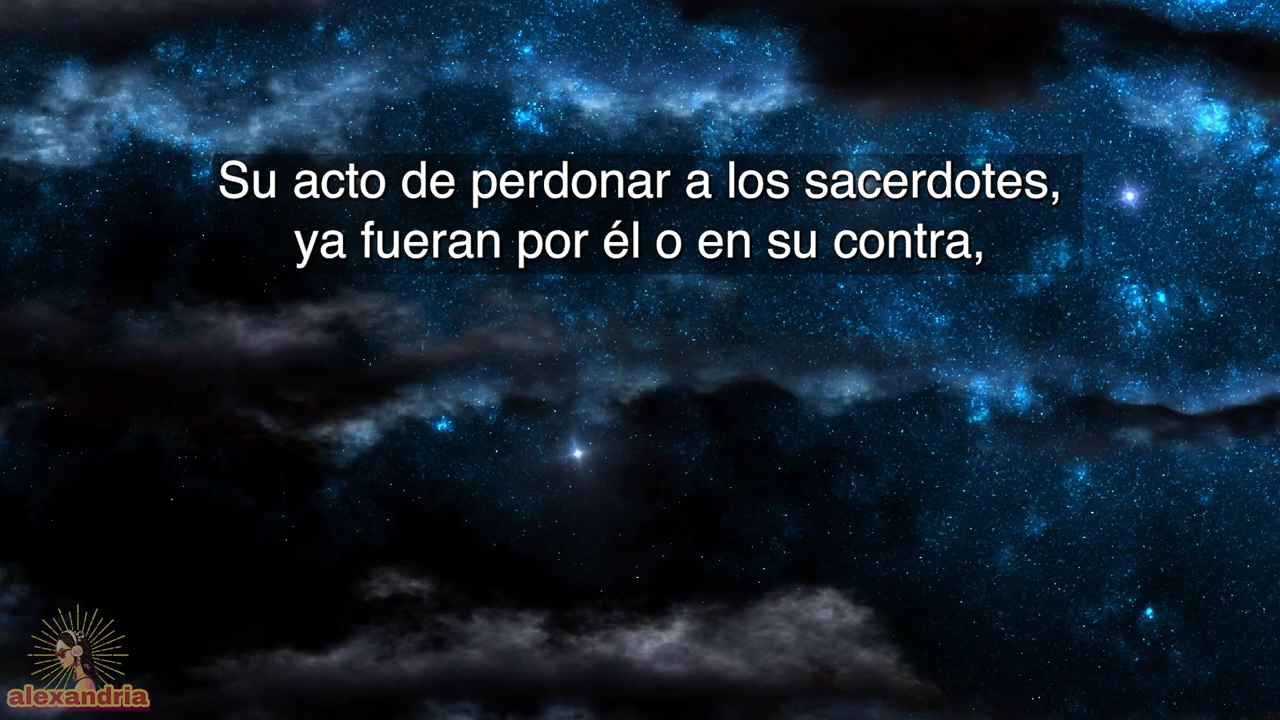 Su acto de perdonar a los sacerdotes,
ya fueran por él o en su contra,
alexandria